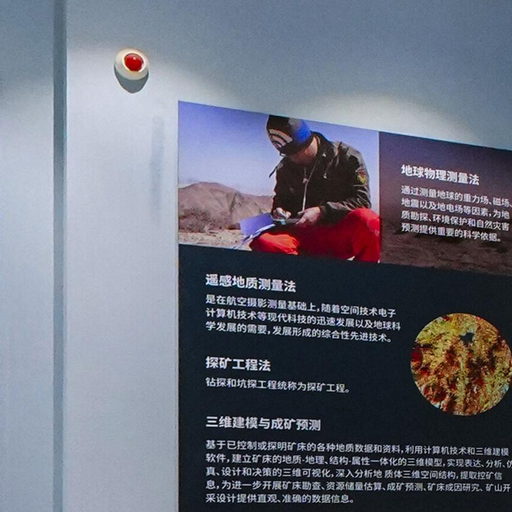 地球物理测量法
通过测量地球的重力场、磁场、
地震以及地电场等因素，为地
质勘探、环境保护和自然灾害
预测提供重要的科学依据。
遥感地质测量法
是在航空摄影测量基础上，随着空间技术电子
计算机技术等现代科技的迅速发展以及地球科
学发展的需要，发展形成的综合性先进技术。
探矿工程法
钻探和坑探工程统称为探矿工程。
三维建模与成矿预测
基于已控制或探明矿床的各种地质数据和资料，利用计算机技术和三维建模
软件，建立矿床的地质-地理、结构-属性一体化的三维模型，实现表达、分析、仿
真、设计和决策的三维可视化，深入分析地质体三维空间结构，提取控矿信
息，为进一步开展矿床勘查、资源储量估算、成矿预测、矿床成因研究、矿山开
采设计提供直观、准确的数据信息。